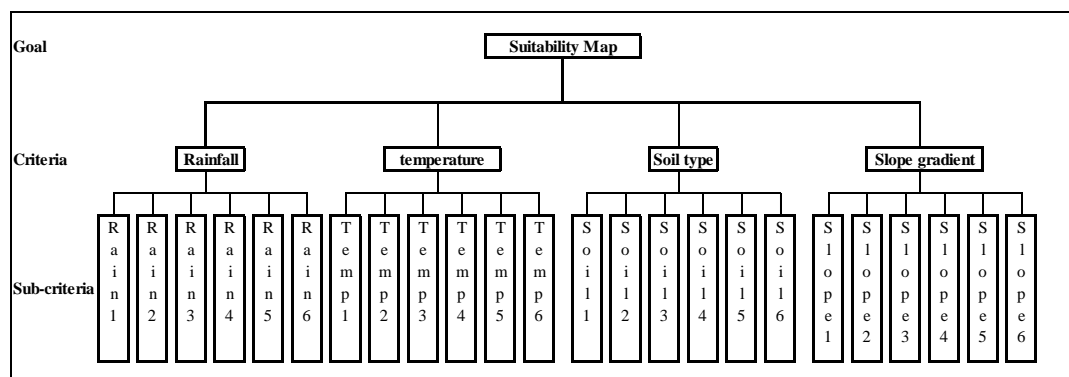 Goal
Suitability Map
Criteria
Rainfall
temperature
Soil type
Slope gradient
Sub-criteria
Rain1
Rain2
Rain3
Rain4
Rain5
Rain6
Temp1
Temp2
Temp3
Temp4
Temp5
Temp6
Soil1
Soil2
Soil3
Soil4
Soil5
Soil6
Slope1
Slope2
Slope3
Slope4
Slope5
Slope6